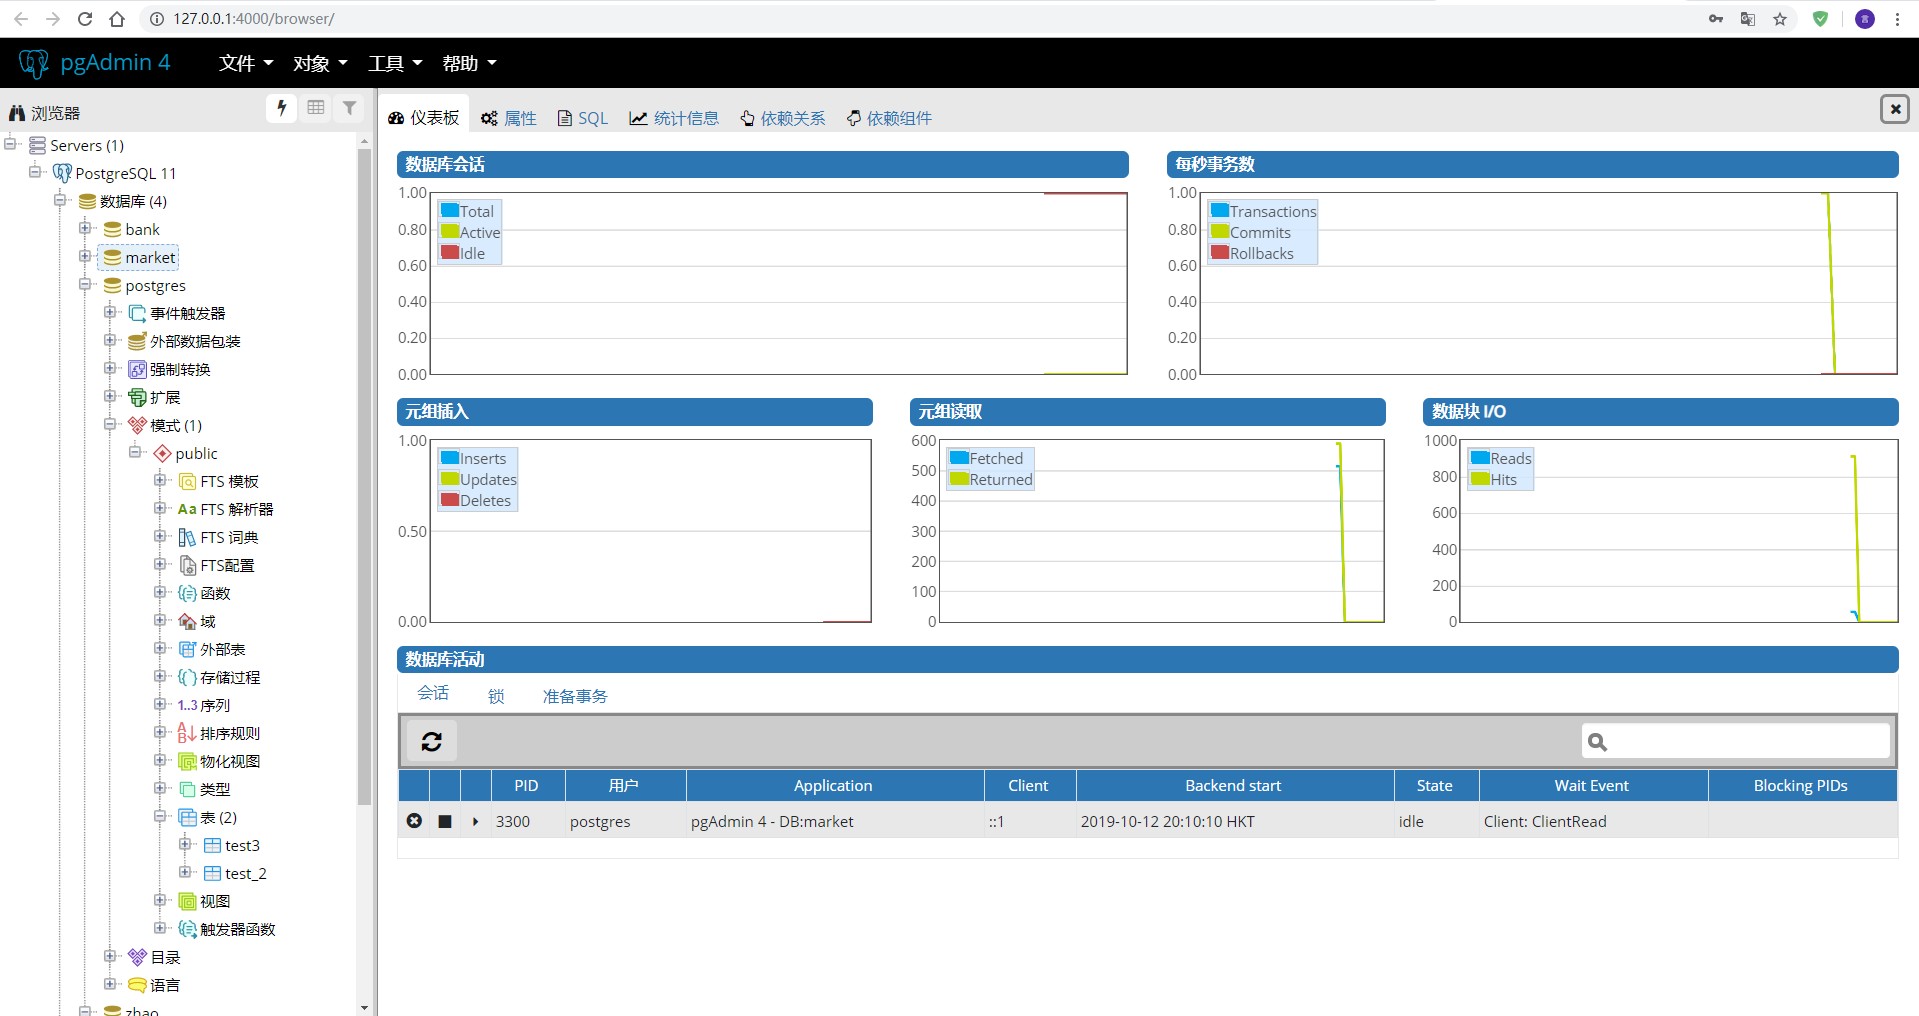 127.0.0.1:4000/browser/
pgAdmin 4 文件 对象 工具 帮助
浏览器
Servers (1)
PostgreSQL 11
数据库 (4)
bank
market
postgres
事件触发器
外部数据包装
强制转换
扩展
模式 (1)
public
FTS 模板
Aa FTS 解析器
FTS 词典
FTS配置
函数
域
外部表
存储过程
1..3 序列
排序规则
物化视图
类型
表 (2)
test3
test_2
视图
触发器函数
目录
语言
zhao
仪表板 属性 SQL 统计信息 依赖关系 依赖组件
数据库会话
1.00
0.80
0.60
0.40
0.20
0.00
Total
Active
Idle
每秒事务数
1.00
0.80
0.60
0.40
0.20
0.00
Transactions
Commits
Rollbacks
元组插入
1.00
0.50
0.00
Inserts
Updates
Deletes
元组读取
600
500
400
300
200
100
0
Fetched
Returned
数据块 I/O
1000
800
600
400
200
0
Reads
Hits
数据库活动
会话 锁 准备事务
PID 用户 Application Client Backend start State Wait Event Blocking PIDs
3300 postgres pgAdmin 4 - DB:market ::1 2019-10-12 20:10:10 HKT idle Client: ClientRead